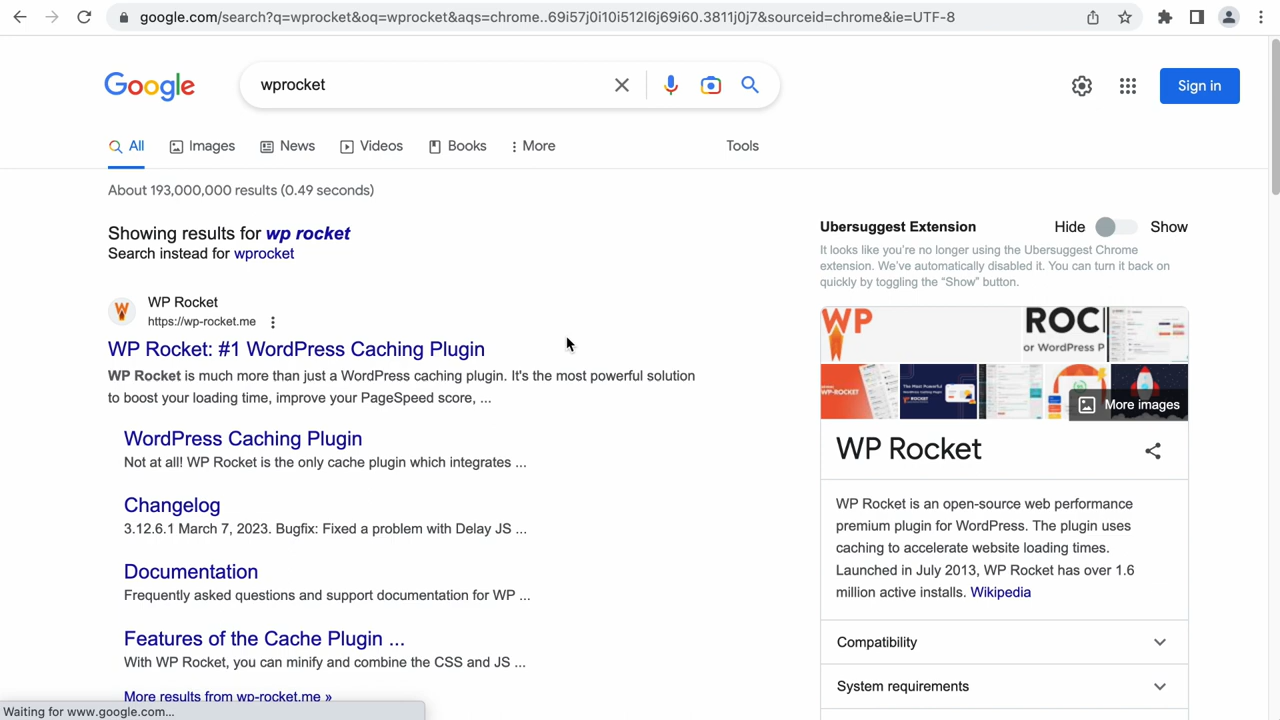 google.com/search?q=wprocket&oq=wprocket&aqs=chrome..69i57j0i10i512l6j69i60.3811j0j7&sourceid=chrome&ie=UTF-8
Google
wprocket
Sign in
All
Images
News
Videos
Books
More
Tools
About 193,000,000 results (0.49 seconds)
Showing results for wp rocket
Search instead for wprocket
WP Rocket
https://wp-rocket.me
WP Rocket: #1 WordPress Caching Plugin
WP Rocket is much more than just a WordPress caching plugin. It's the most powerful solution
to boost your loading time, improve your PageSpeed score, ...
WordPress Caching Plugin
Not at all! WP Rocket is the only cache plugin which integrates ...
Changelog
3.12.6.1 March 7, 2023. Bugfix: Fixed a problem with Delay JS ...
Documentation
Frequently asked questions and support documentation for WP ...
Features of the Cache Plugin ...
With WP Rocket, you can minify and combine the CSS and JS ...
More results from wp-rocket.me »
Waiting for www.google.com...
Ubersuggest Extension
Hide
Show
It looks like you're no longer using the Ubersuggest Chrome
extension. We've automatically disabled it. You can turn it back on
quickly by toggling the "Show" button.
WP
ROC
or WordPress P
WP-ROCKET
More images
WP Rocket
WP Rocket is an open-source web performance
premium plugin for WordPress. The plugin uses
caching to accelerate website loading times.
Launched in July 2013, WP Rocket has over 1.6
million active installs. Wikipedia
Compatibility
System requirements